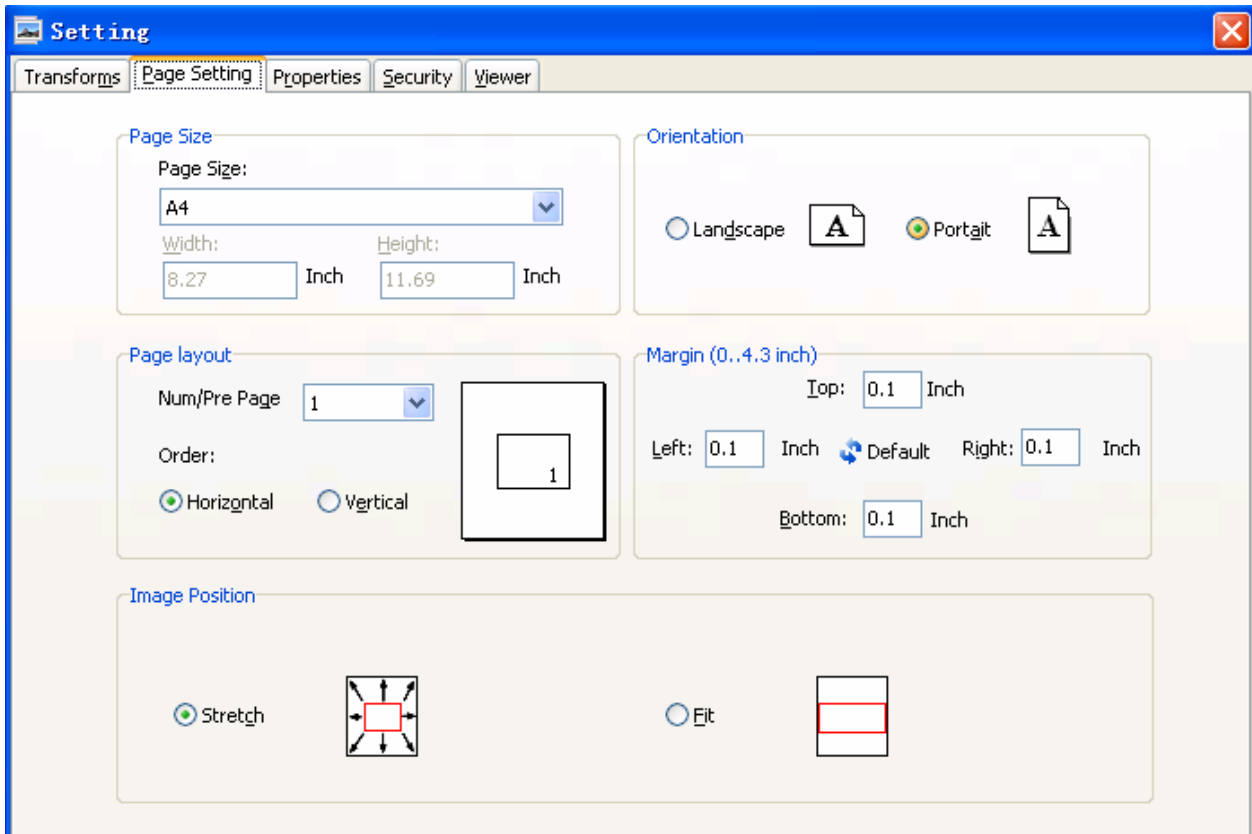 Setting
Transforms Page Setting Properties Security Viewer
Page Size
Page Size:
A4
Width: Height:
8.27 Inch 11.69 Inch
Orientation
Landscape A Portait A
Page layout
Num/Pre Page 1
Order:
Horizontal Vertical
1
Margin (0..4.3 inch)
Top: 0.1 Inch
Left: 0.1 Inch Default Right: 0.1 Inch
Bottom: 0.1 Inch
Image Position
Stretch Fit